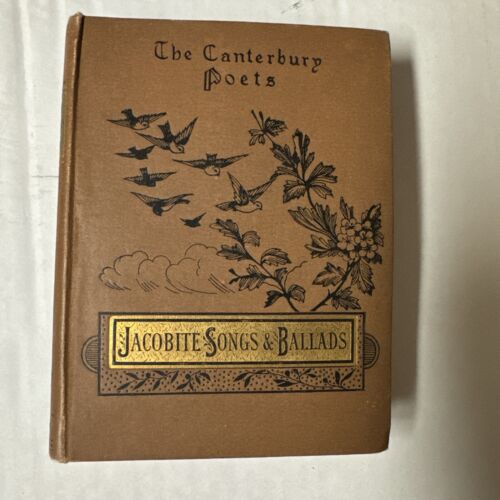 The Canterbury
Poets
JACOBITE SONGS & BALLADS